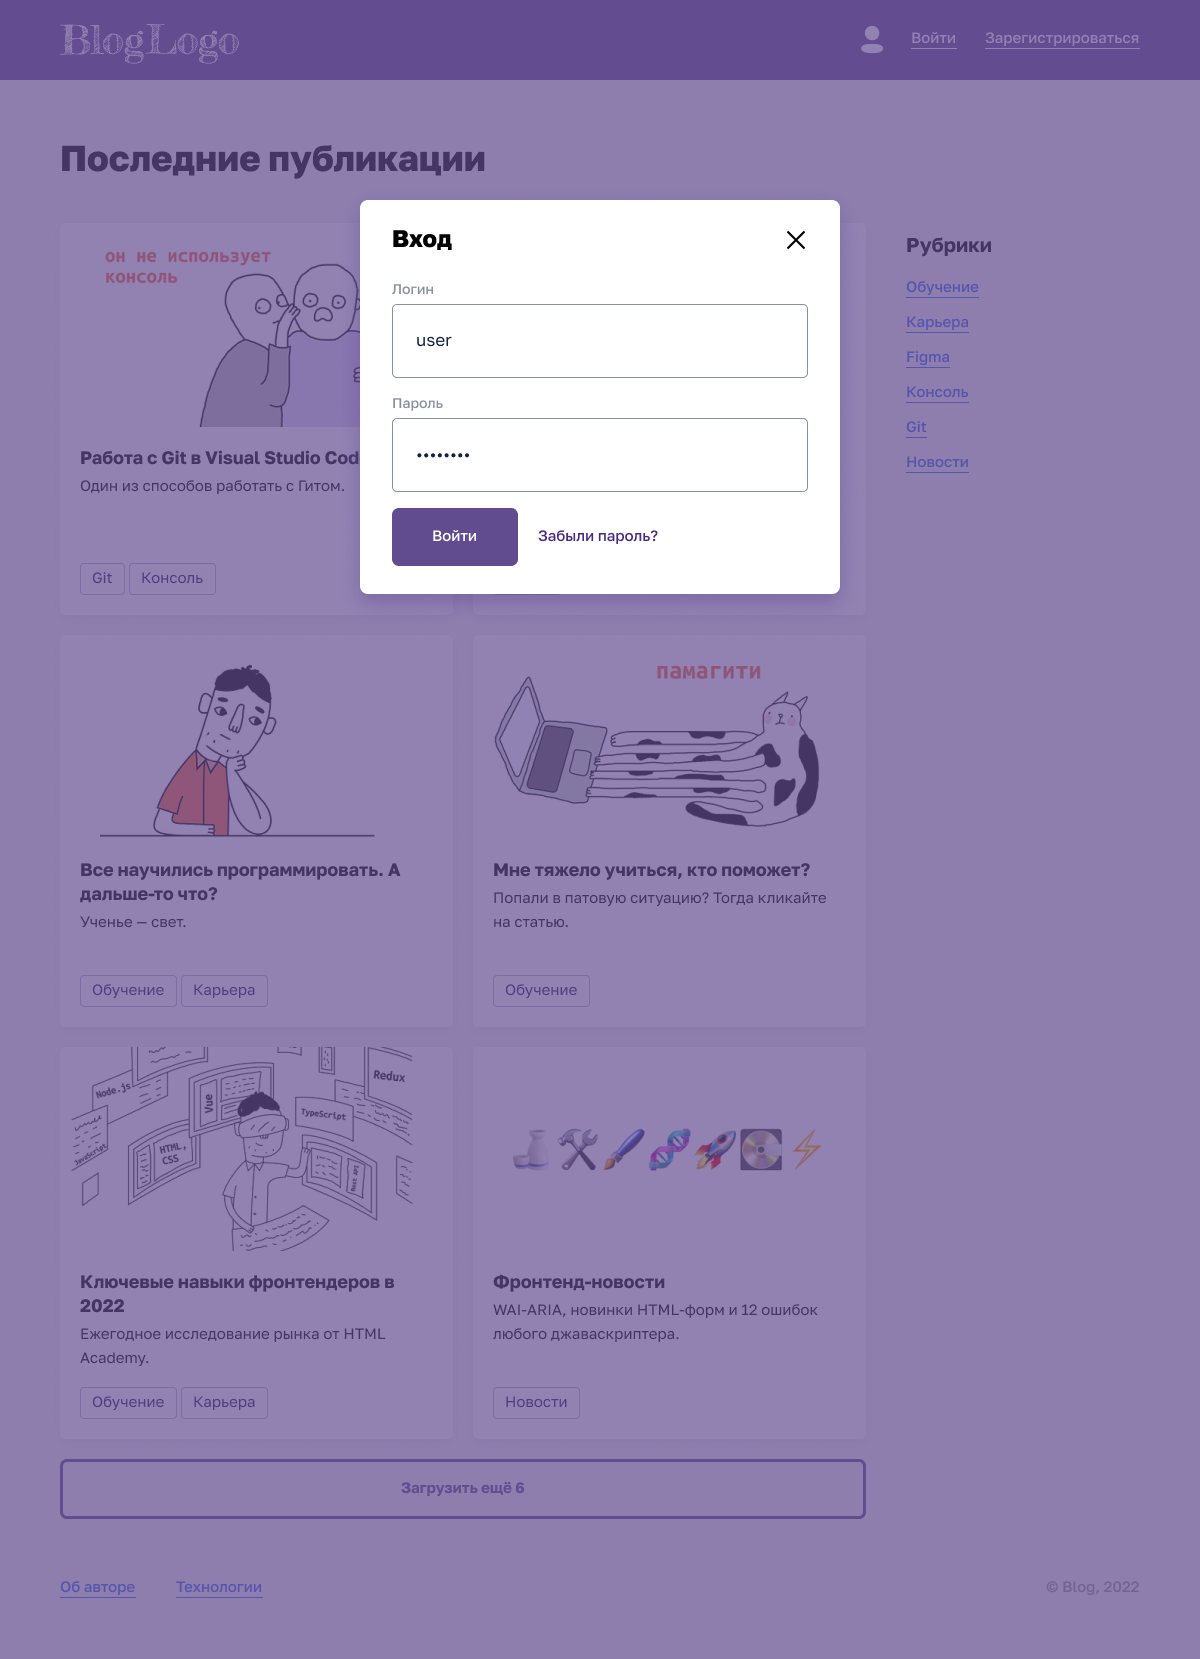 BlogLogo
Войти
Зарегистрироваться
Последние публикации
Вход
Логин
user
Пароль
••••••••
Войти
Забыли пароль?
он не использует
консоль
Работа с Git в Visual Studio Cod
Один из способов работать с Гитом.
Git
Консоль
Рубрики
Обучение
Карьера
Figma
Консоль
Git
Новости
Все научились программировать. А
дальше-то что?
Ученье — свет.
Обучение
Карьера
памагити
Мне тяжело учиться, кто поможет?
Попали в патовую ситуацию? Тогда кликайте
на статью.
Обучение
Node.js
JavaScript
HTML,
CSS
Vue
TypeScript
Redux
Rest API
Ключевые навыки фронтендеров в
2022
Ежегодное исследование рынка от HTML
Academy.
Обучение
Карьера
Фронтенд-новости
WAI-ARIA, новинки HTML-форм и 12 ошибок
любого джаваскриптера.
Новости
Загрузить ещё 6
Об авторе
Технологии
© Blog, 2022